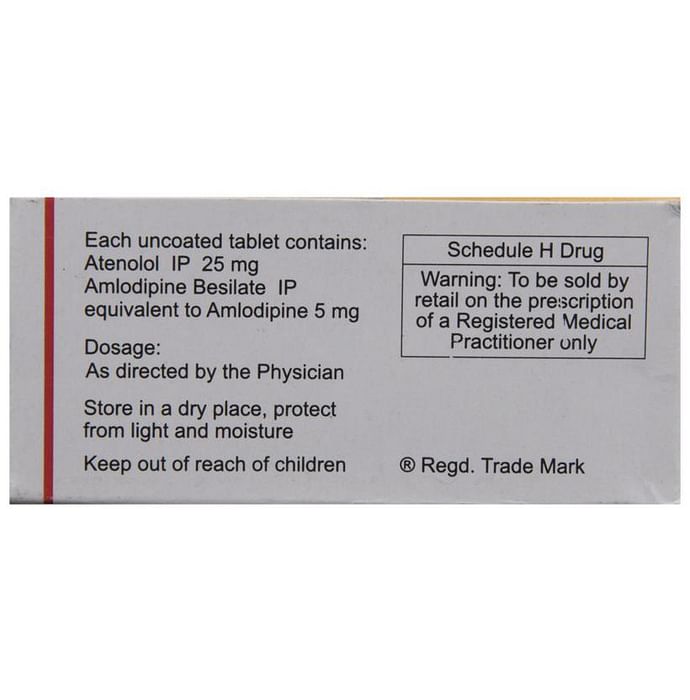 Each uncoated tablet contains:
Atenolol IP 25 mg
Amlodipine Besilate IP
equivalent to Amlodipine 5 mg
Dosage:
As directed by the Physician
Store in a dry place, protect
from light and moisture
Keep out of reach of children
Schedule H Drug
Warning: To be sold by
retail on the prescription
of a Registered Medical
Practitioner only
® Regd. Trade Mark